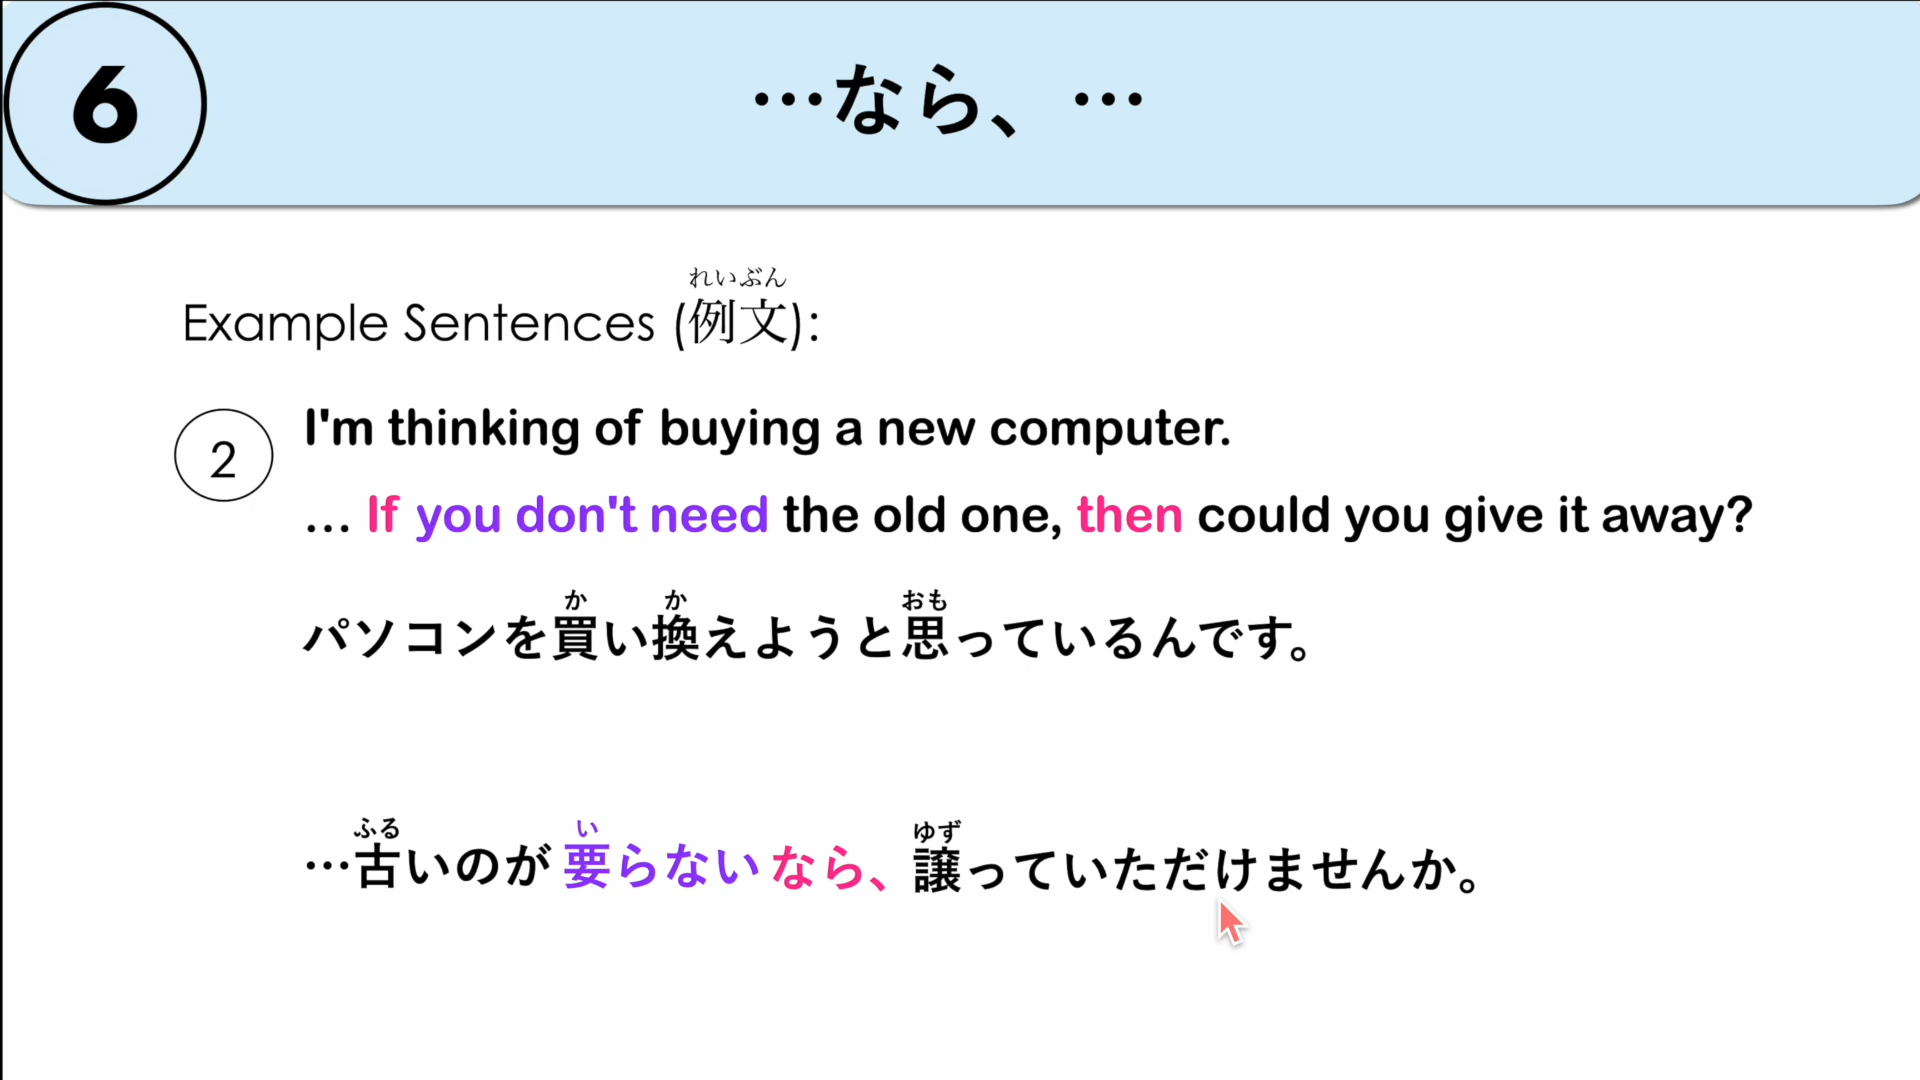 6
…なら、…
れいぶん
Example Sentences (例文):
2
I'm thinking of buying a new computer.
... If you don't need the old one, then could you give it away?
か か おも
パソコンを買い換えようと思っているんです。
ふる い ゆず
…古いのが 要らない なら、譲っていただけませんか。